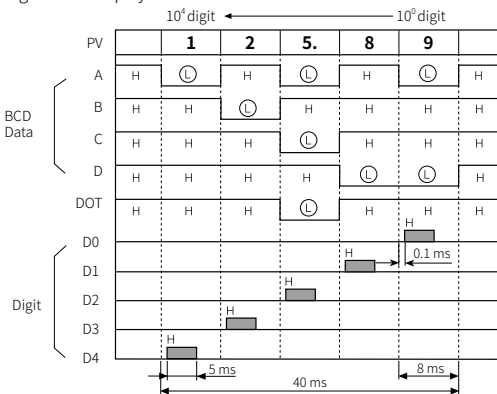 10⁴ digit 10⁰ digit
PV 1 2 5. 8 9
A H L H L H L H
B H H L H H H H
BCD
Data
C H H H L H H H
D H H H H L L H
DOT H H H L H H H
D0 H
D1 H 0.1 ms
Digit
D2 H
D3 H
D4 H
5 ms 8 ms
40 ms